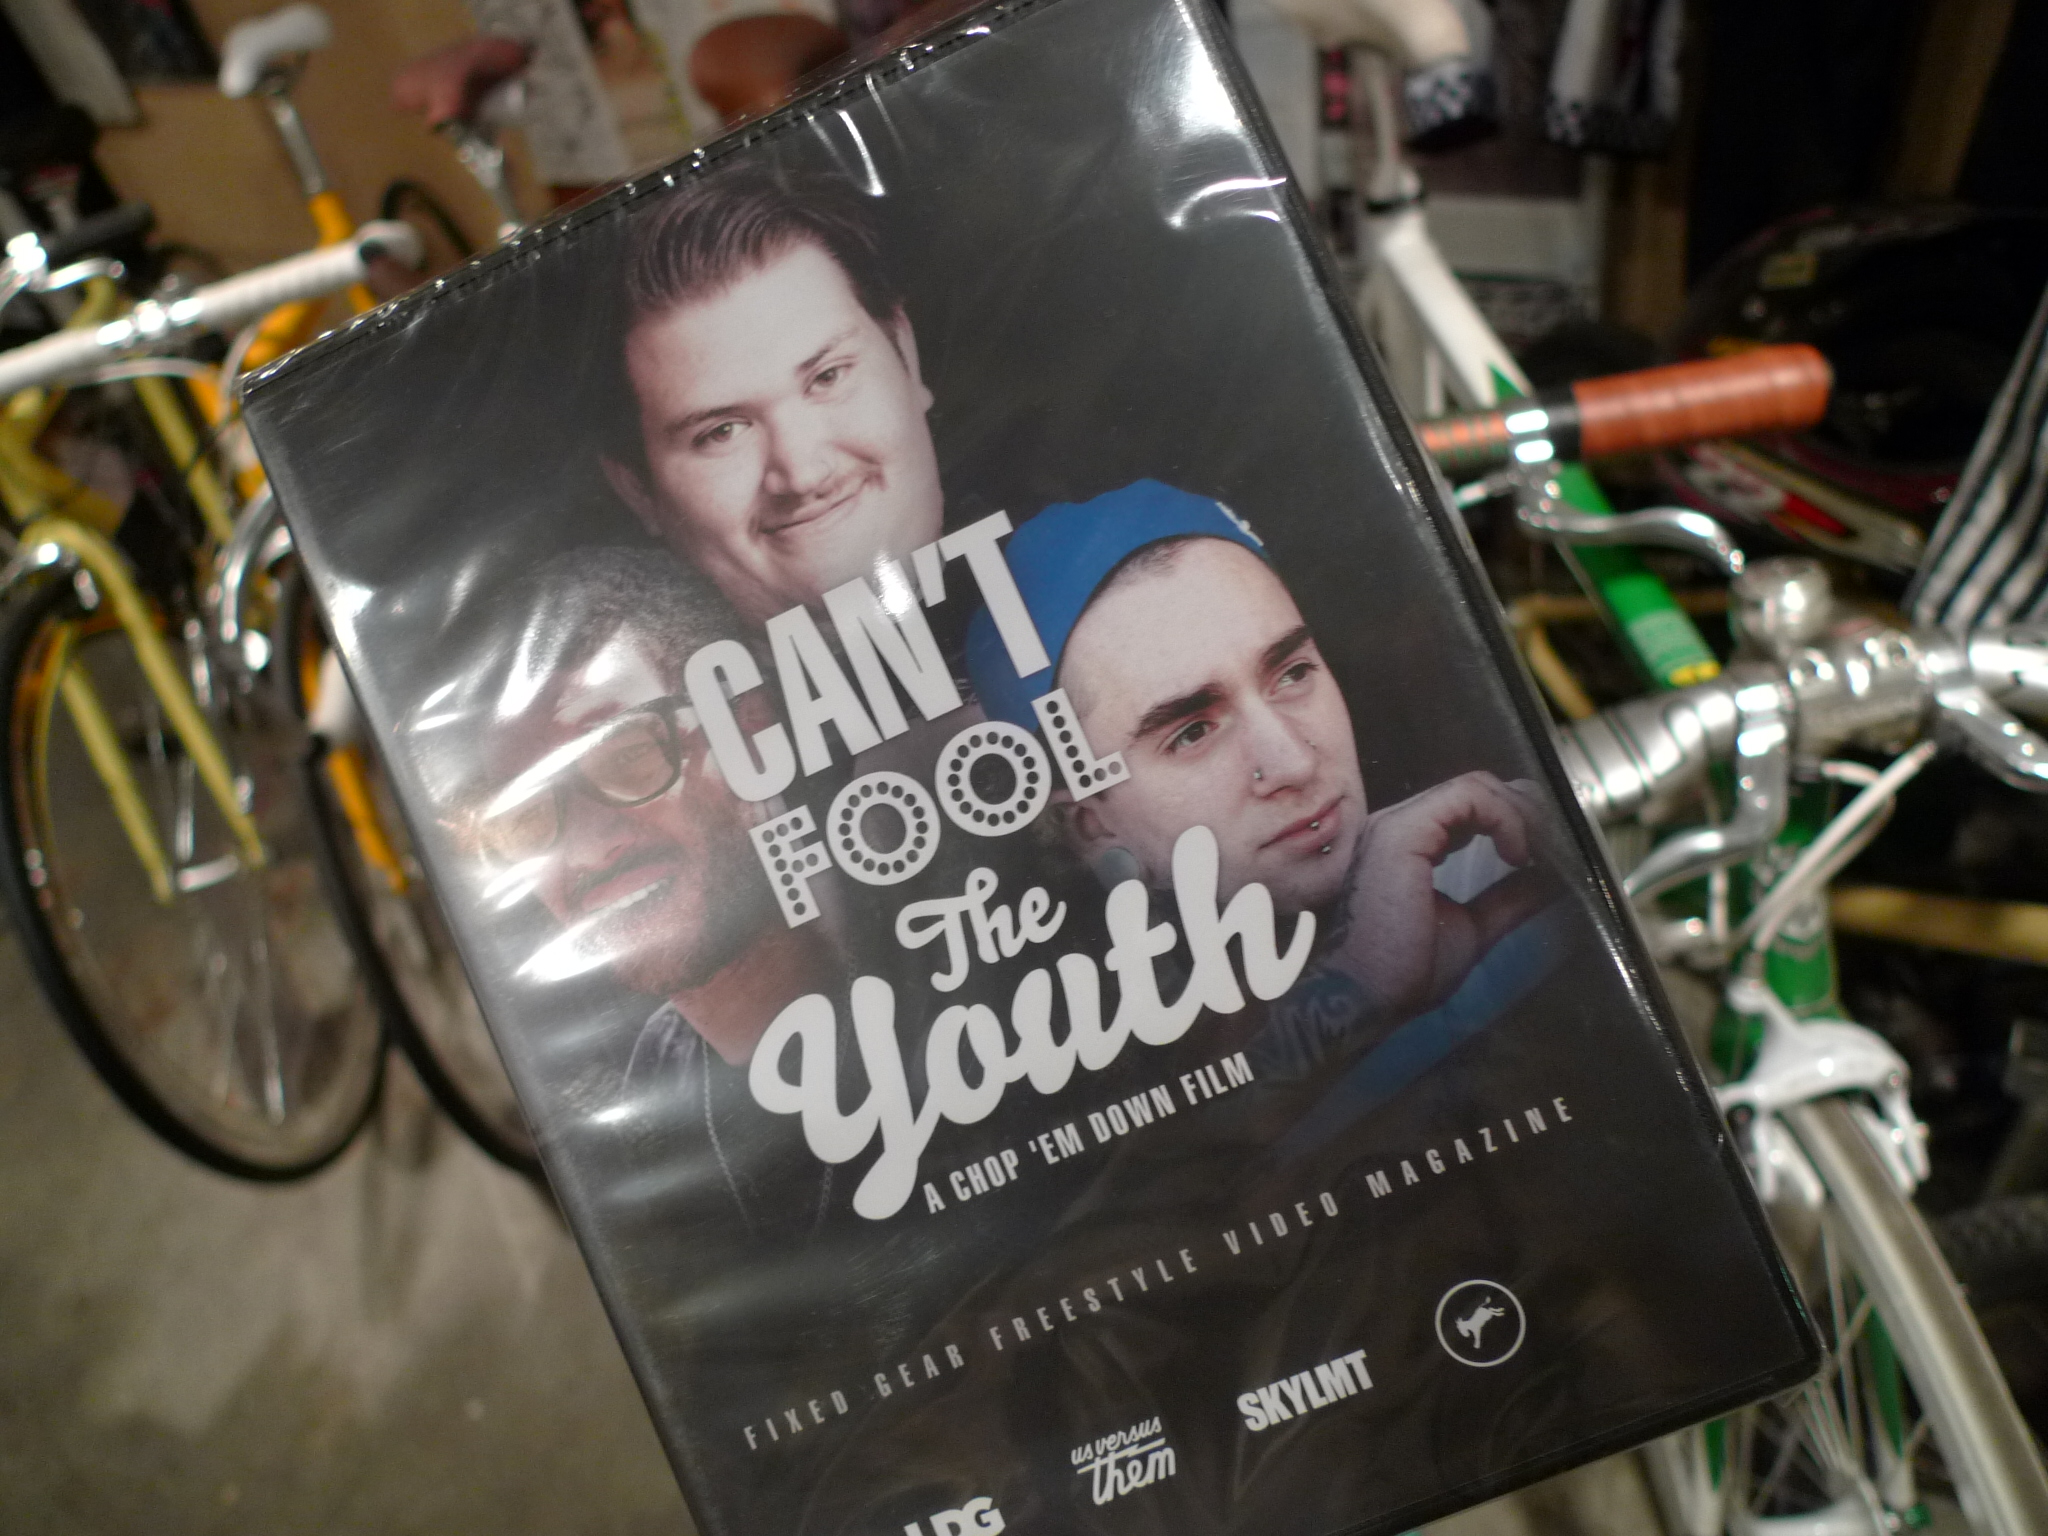 CAN'T
FOOL
The
Youth
A CHOP 'EM DOWN FILM
FIXED GEAR FREESTYLE VIDEO MAGAZINE
us versus
them
SKYLMT